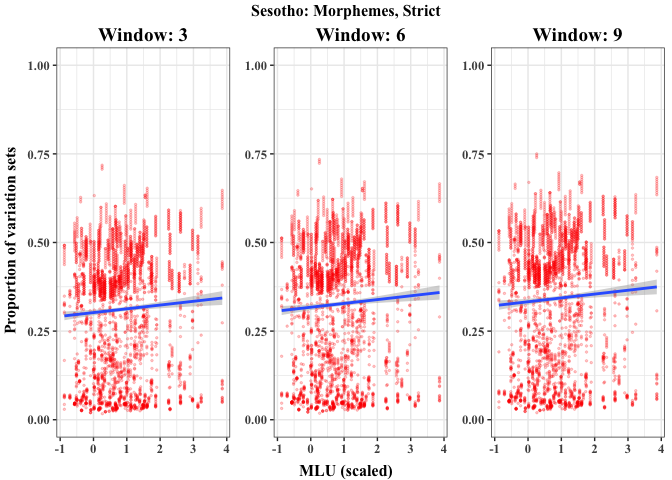 Sesotho: Morphemes, Strict
Window: 3 Window: 6 Window: 9
Proportion of variation sets
1.00 1.00 1.00
0.75 0.75 0.75
0.50 0.50 0.50
0.25 0.25 0.25
0.00 0.00 0.00
-1 0 1 2 3 4 -1 0 1 2 3 4 -1 0 1 2 3 4
MLU (scaled)